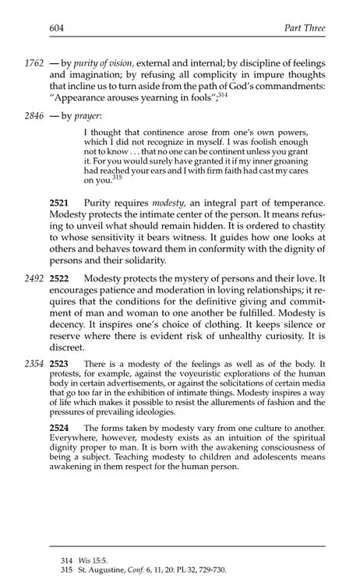 604 Part Three
1762 — by purity of vision, external and internal; by discipline of feelings
and imagination; by refusing all complicity in impure thoughts
that incline us to turn aside from the path of God's commandments:
"Appearance arouses yearning in fools";314
2846 — by prayer:
I thought that continence arose from one's own powers,
which I did not recognize in myself. I was foolish enough
not to know . . . that no one can be continent unless you grant
it. For you would surely have granted it if my inner groaning
had reached your ears and I with firm faith had cast my cares
on you.315
2521 Purity requires modesty, an integral part of temperance.
Modesty protects the intimate center of the person. It means refus-
ing to unveil what should remain hidden. It is ordered to chastity
to whose sensitivity it bears witness. It guides how one looks at
others and behaves toward them in conformity with the dignity of
persons and their solidarity.
2492 2522 Modesty protects the mystery of persons and their love. It
encourages patience and moderation in loving relationships; it re-
quires that the conditions for the definitive giving and commit-
ment of man and woman to one another be fulfilled. Modesty is
decency. It inspires one's choice of clothing. It keeps silence or
reserve where there is evident risk of unhealthy curiosity. It is
discreet.
2354 2523 There is a modesty of the feelings as well as of the body. It
protests, for example, against the voyeuristic explorations of the human
body in certain advertisements, or against the solicitations of certain media
that go too far in the exhibition of intimate things. Modesty inspires a way
of life which makes it possible to resist the allurements of fashion and the
pressures of prevailing ideologies.
2524 The forms taken by modesty vary from one culture to another.
Everywhere, however, modesty exists as an intuition of the spiritual
dignity proper to man. It is born with the awakening consciousness of
being a subject. Teaching modesty to children and adolescents means
awakening in them respect for the human person.
314 Wis 15:5.
315 St. Augustine, Conf. 6, 11, 20: PL 32, 729-730.